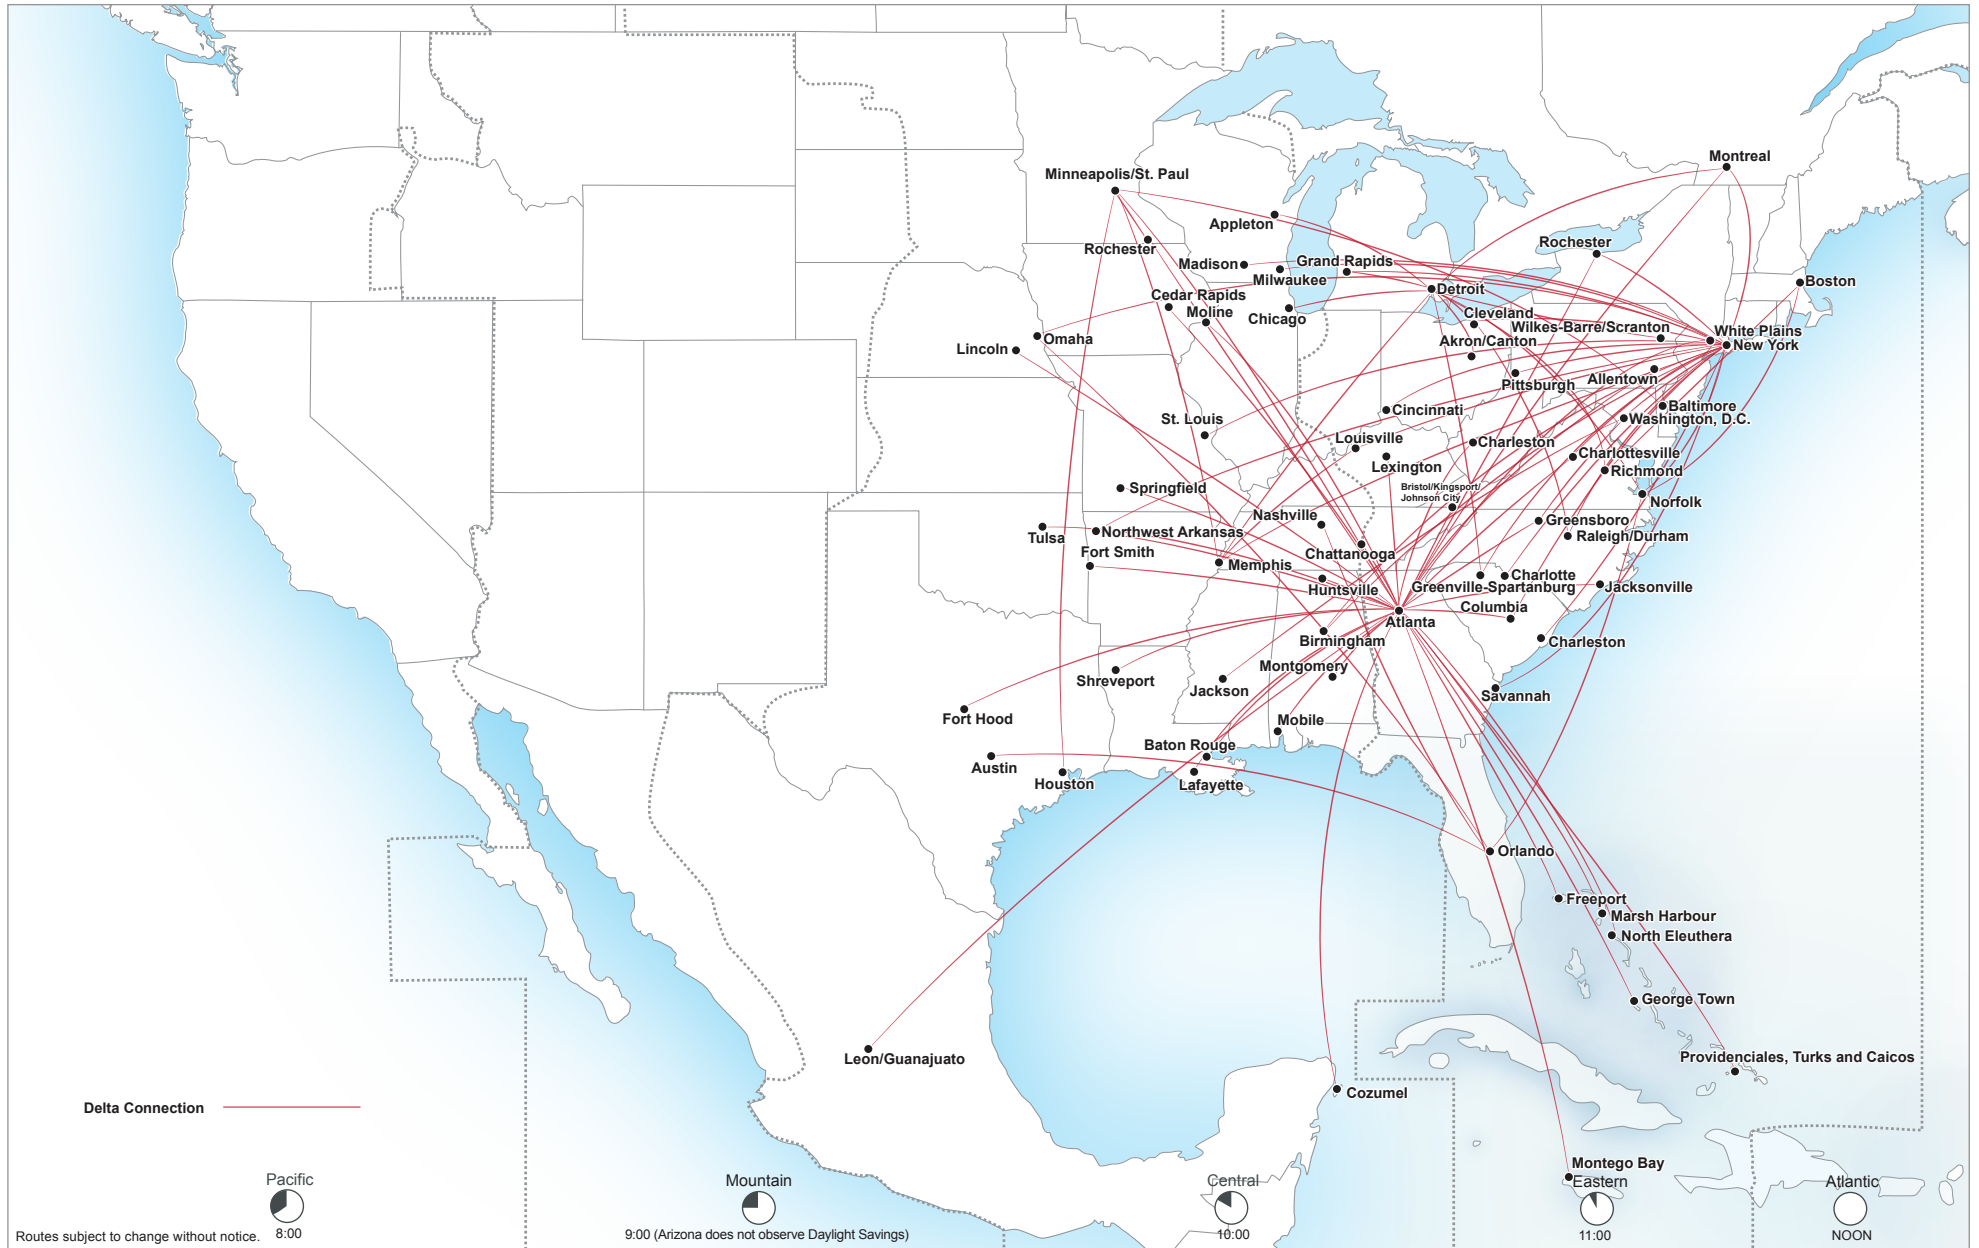 Montreal
Minneapolis/St. Paul
Appleton
Rochester
Rochester
Madison
Grand Rapids
Milwaukee
Boston
Detroit
Cedar Rapids
Moline
Chicago
Cleveland
Wilkes-Barre/Scranton
White Plains
New York
Omaha
Lincoln
Akron/Canton
Pittsburgh
Allentown
Cincinnati
Baltimore
Washington, D.C.
St. Louis
Louisville
Charleston
Lexington
Charlottesville
Richmond
Springfield
Bristol/Kingsport/
Johnson City
Norfolk
Nashville
Greensboro
Tulsa
Northwest Arkansas
Raleigh/Durham
Fort Smith
Chattanooga
Memphis
Huntsville
Charlotte
Greenville-Spartanburg
Jacksonville
Columbia
Atlanta
Birmingham
Charleston
Montgomery
Shreveport
Jackson
Savannah
Fort Hood
Mobile
Baton Rouge
Austin
Houston
Lafayette
Orlando
Freeport
Marsh Harbour
North Eleuthera
George Town
Leon/Guanajuato
Providenciales, Turks and Caicos
Cozumel
Delta Connection
Montego Bay
Pacific
Mountain
Central
Eastern
Atlantic
Routes subject to change without notice.
8:00
9:00 (Arizona does not observe Daylight Savings)
10:00
11:00
NOON